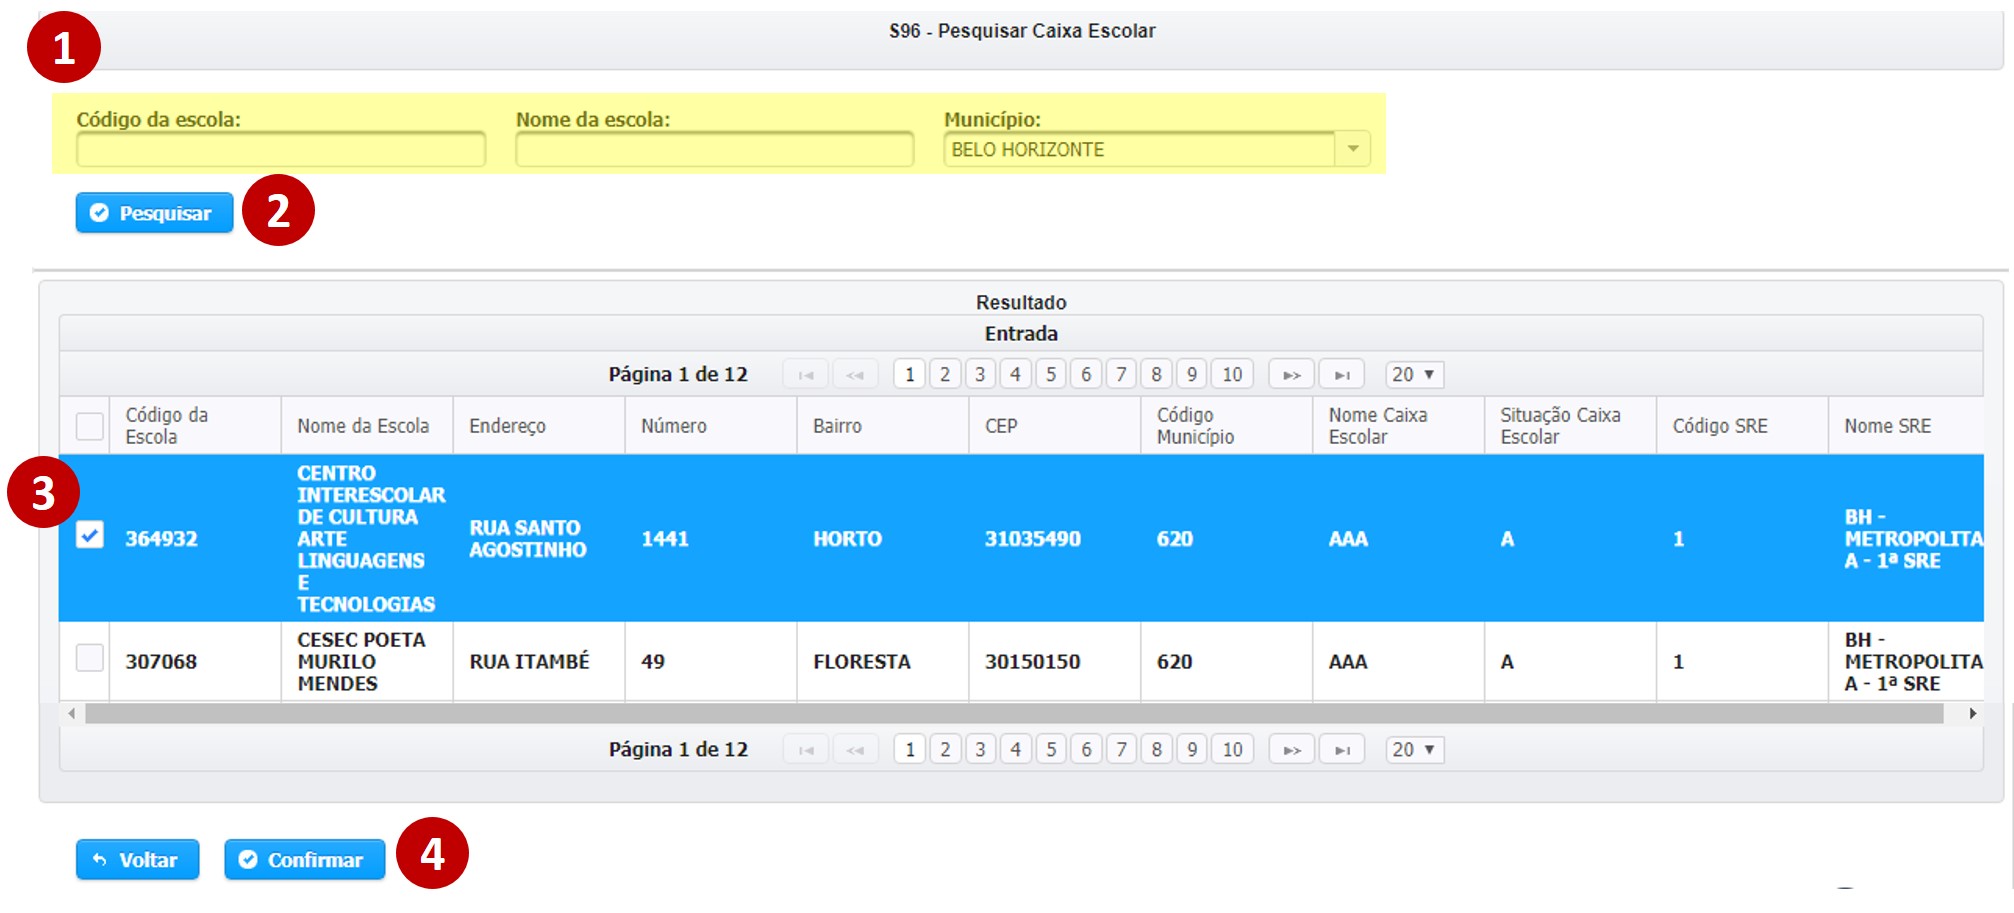 1
S96 - Pesquisar Caixa Escolar
Código da escola: Nome da escola: Município:
BELO HORIZONTE
Pesquisar 2
Resultado
Entrada
Página 1 de 12 1 2 3 4 5 6 7 8 9 10 20
Código da Escola Nome da Escola Endereço Número Bairro CEP Código Município Nome Caixa Escolar Situação Caixa Escolar Código SRE Nome SRE
3
364932 CENTRO INTERESCOLAR DE CULTURA ARTE LINGUAGENS E TECNOLOGIAS RUA SANTO AGOSTINHO 1441 HORTO 31035490 620 AAA A 1 BH - METROPOLITA A - 1ª SRE
307068 CESEC POETA MURILO MENDES RUA ITAMBÉ 49 FLORESTA 30150150 620 AAA A 1 BH - METROPOLITA A - 1ª SRE
Página 1 de 12 1 2 3 4 5 6 7 8 9 10 20
Voltar Confirmar 4